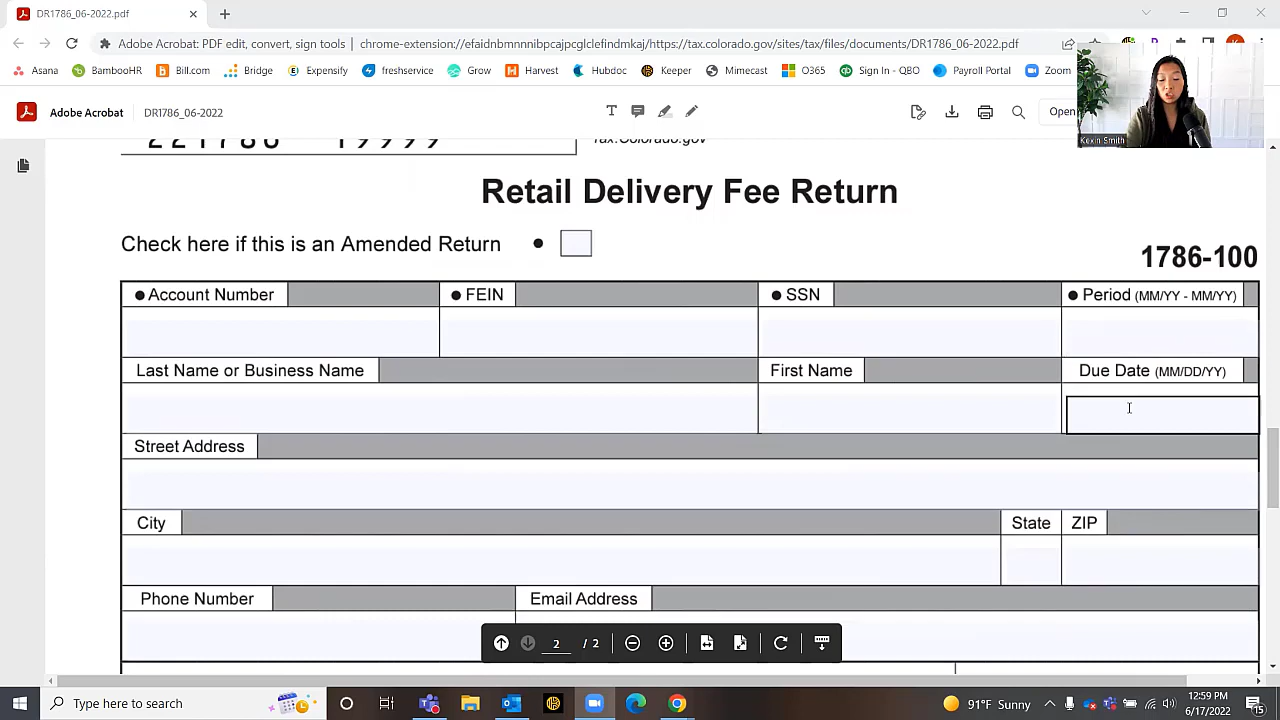 DR1786_06-2022.pdf
Adobe Acrobat: PDF edit, convert, sign tools | chrome-extension://efaidnbmnnnibpcajpcglclefindmkaj/https://tax.colorado.gov/sites/tax/files/documents/DR1786_06-2022.pdf
Asana BambooHR Bill.com Bridge Expensify freshservice Grow Harvest Hubdoc Keeper Mimecast O365 Sign In - QBO Payroll Portal Zoom
Adobe Acrobat DR1786_06-2022 Open
Kexin Smith
221786 19999 Tax.Colorado.gov
Retail Delivery Fee Return
Check here if this is an Amended Return
1786-100
Account Number FEIN SSN Period (MM/YY - MM/YY)
Last Name or Business Name First Name Due Date (MM/DD/YY)
Street Address
City State ZIP
Phone Number Email Address
2 / 2
Type here to search 91°F Sunny 12:59 PM
6/17/2022 15